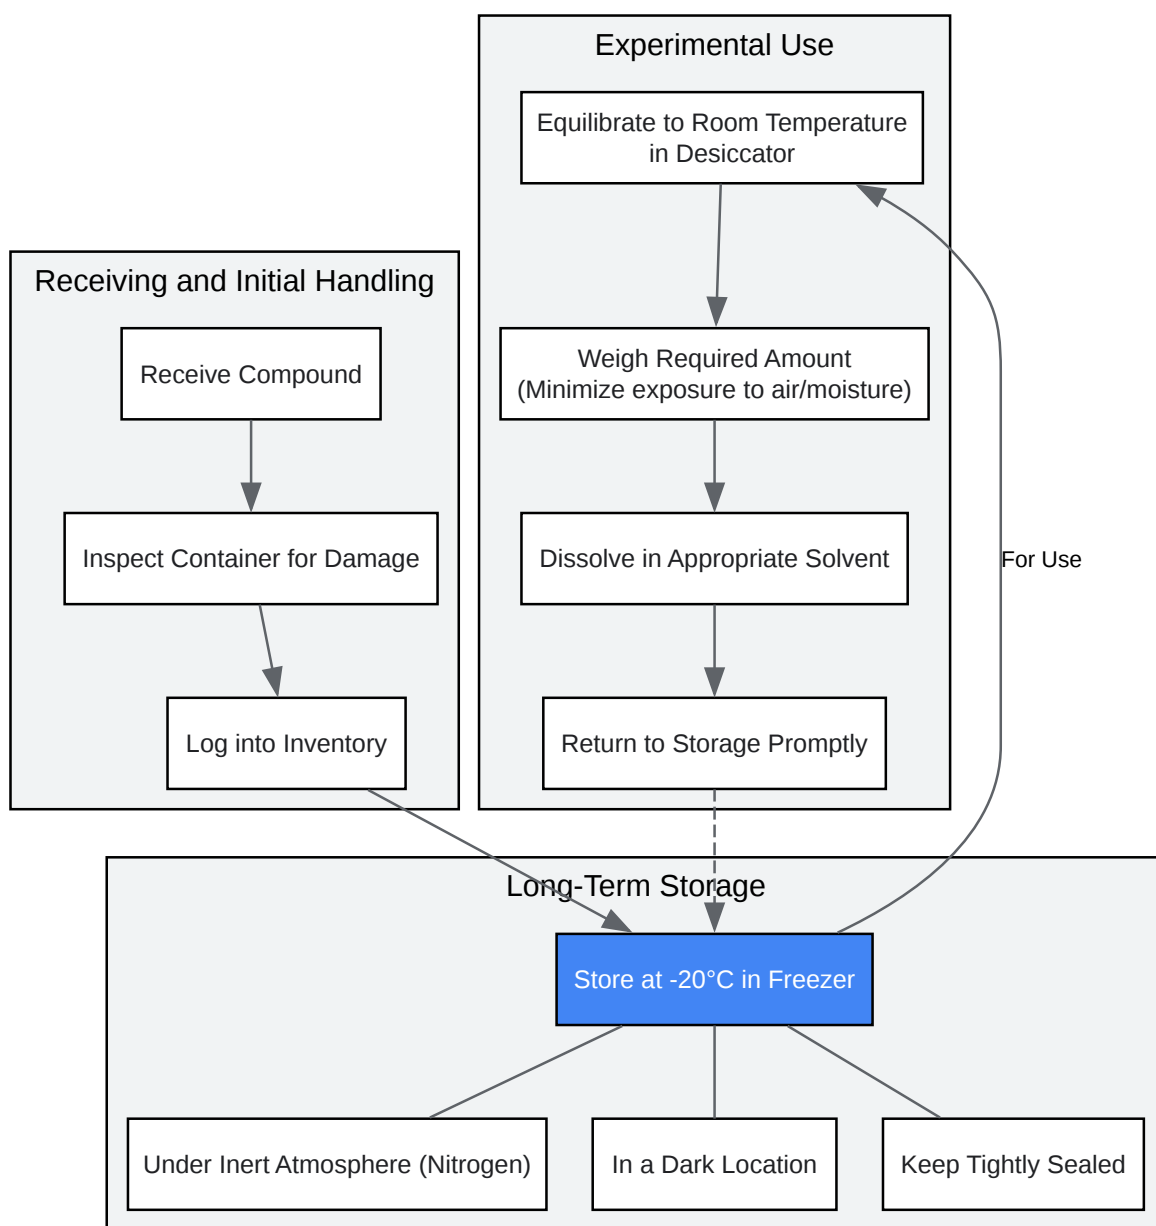 Experimental Use
Equilibrate to Room Temperature
in Desiccator
Receiving and Initial Handling
Receive Compound
Weigh Required Amount
(Minimize exposure to air/moisture)
Inspect Container for Damage
Dissolve in Appropriate Solvent
For Use
Log into Inventory
Return to Storage Promptly
Long-Term Storage
Store at -20°C in Freezer
Under Inert Atmosphere (Nitrogen)
In a Dark Location
Keep Tightly Sealed